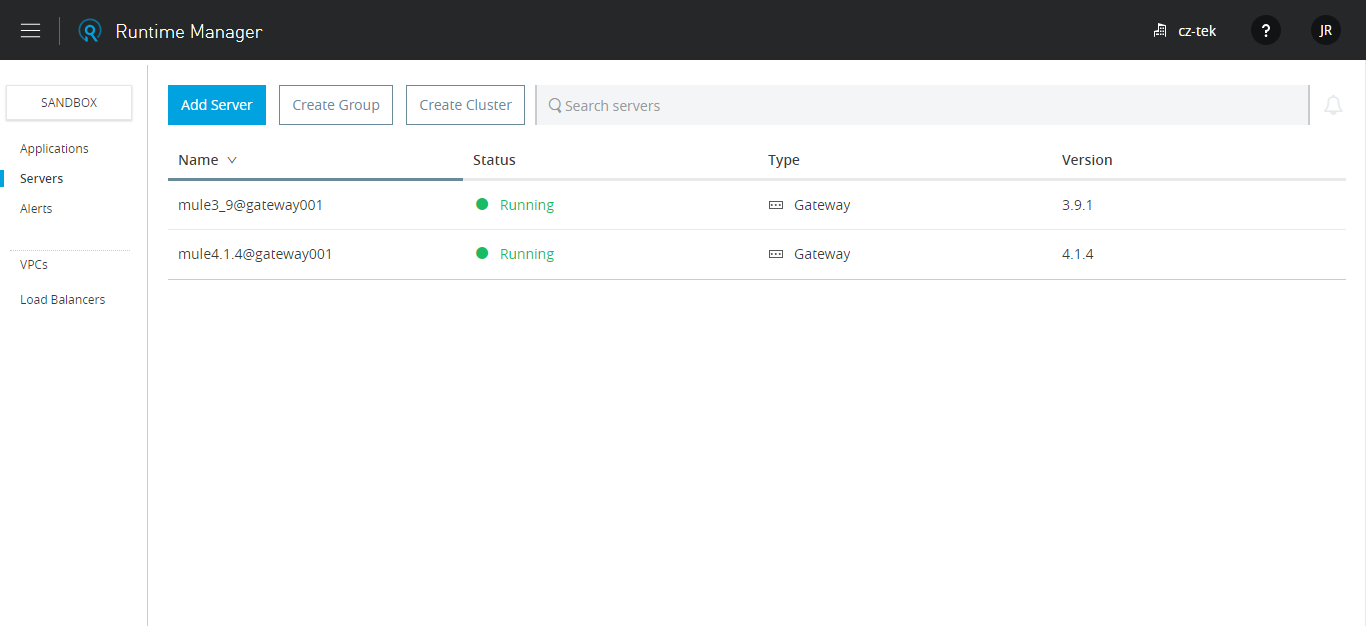 Runtime Manager
cz-tek
?
JR
SANDBOX
Applications
Servers
Alerts
VPCs
Load Balancers
Add Server
Create Group
Create Cluster
Search servers
Name Status Type Version
mule3_9@gateway001 Running Gateway 3.9.1
mule4.1.4@gateway001 Running Gateway 4.1.4